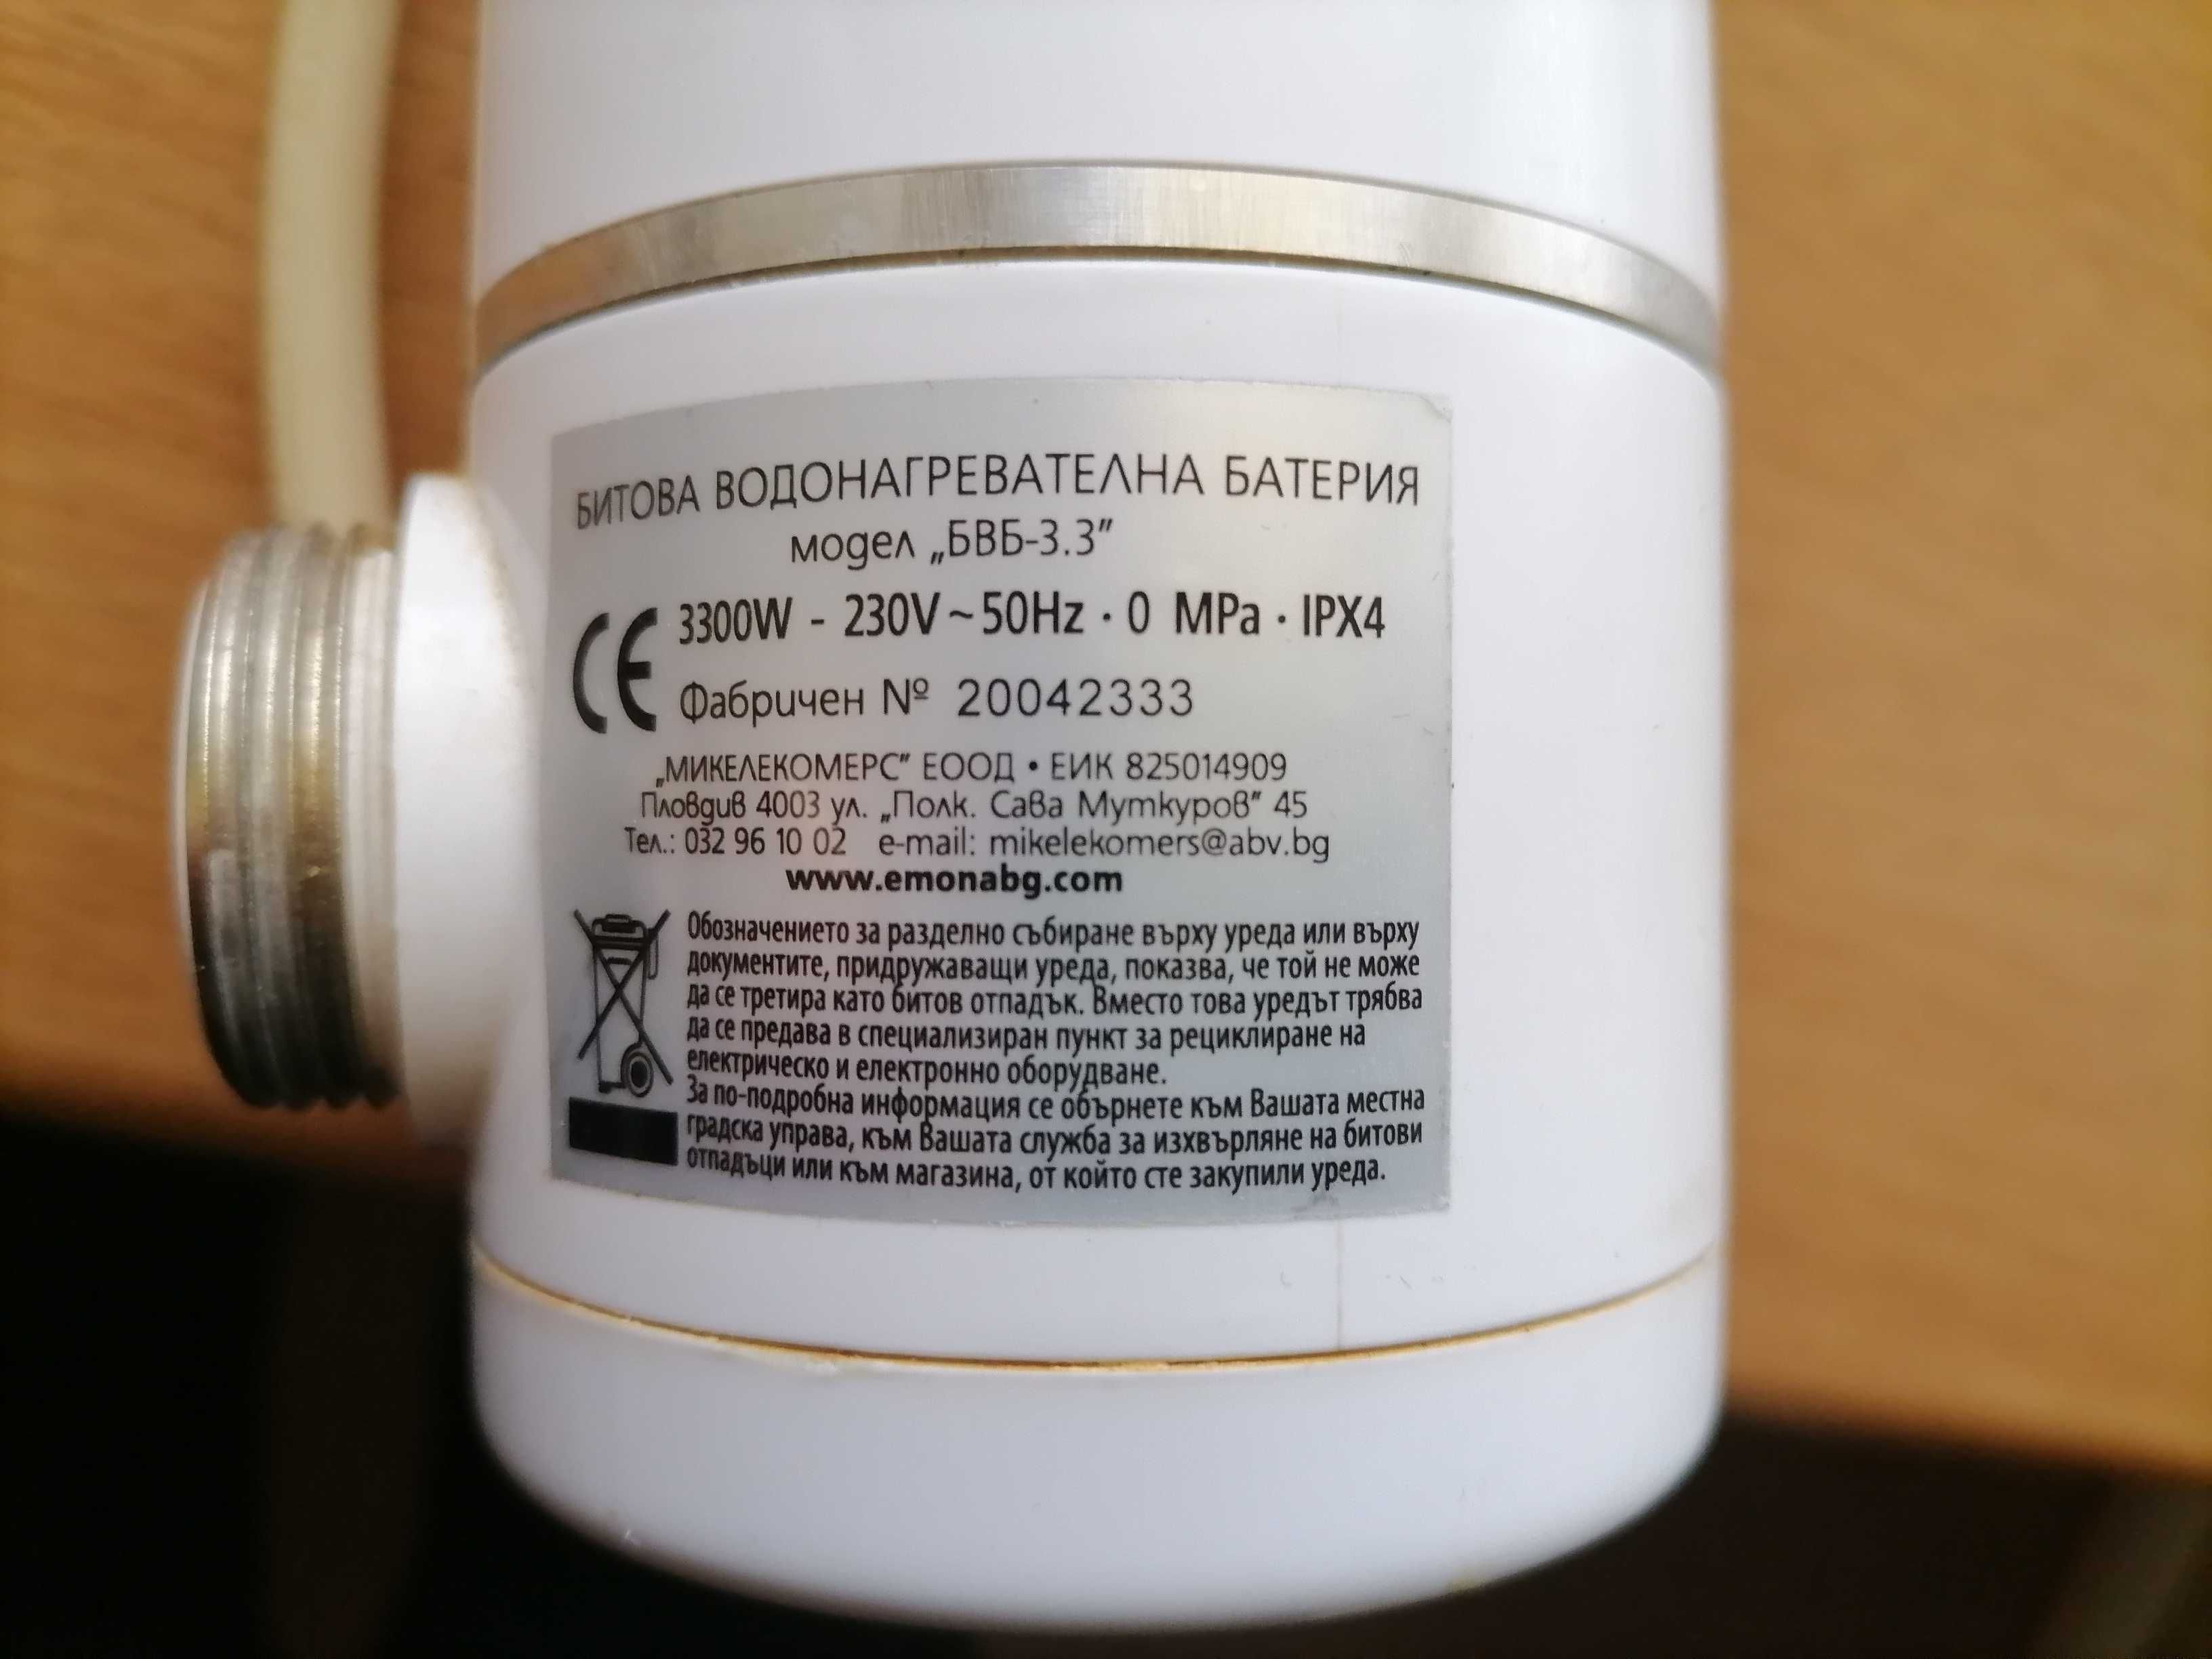 БИТОВА ВОДОНАГРЕВАТЕЛНА БАТЕРИЯ
модел „БВБ-3.3”
CE 3300W - 230V~50Hz · 0 MPa · IPX4
Фабричен № 20042333
„МИКЕЛЕКОМЕРС” ЕООД • ЕИК 825014909
Пловдив 4003 ул. „Полк. Сава Муткуров” 45
Тел.: 032 96 10 02 e-mail: mikelekomers@abv.bg
www.emonabg.com
Обозначението за разделно събиране върху уреда или върху
документите, придружаващи уреда, показва, че той не може
да се третира като битов отпадък. Вместо това уредът трябва
да се предава в специализиран пункт за рециклиране на
електрическо и електронно оборудване.
За по-подробна информация се обърнете към Вашата местна
градска управа, към Вашата служба за изхвърляне на битови
отпадъци или към магазина, от който сте закупили уреда.